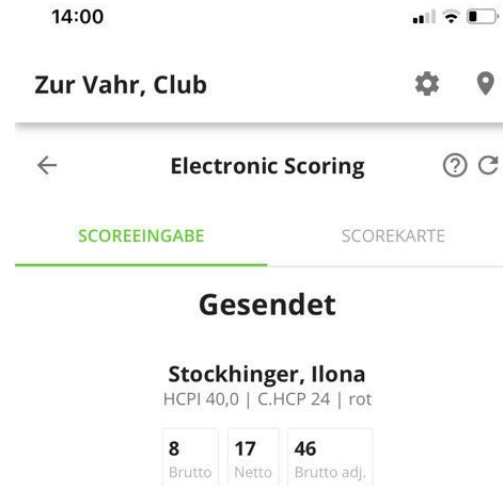 14:00
Zur Vahr, Club
Electronic Scoring
SCOREEINGABE SCOREKARTE
Gesendet
Stockhinger, Ilona
HCPI 40,0 | C.HCP 24 | rot
8 17 46
Brutto Netto Brutto adj.